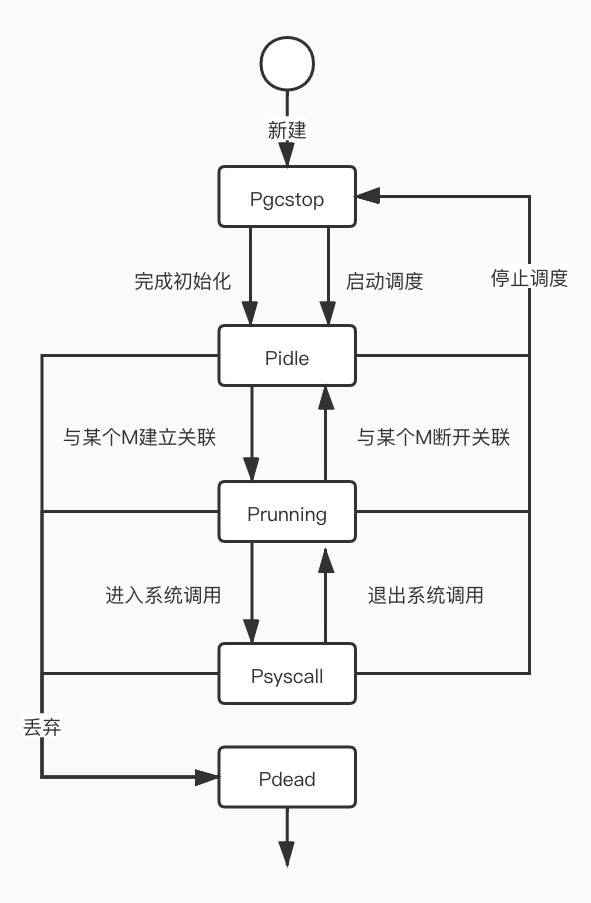 新建
Pgcstop
完成初始化
启动调度
停止调度
Pidle
与某个M建立关联
与某个M断开关联
Prunning
进入系统调用
退出系统调用
Psyscall
丢弃
Pdead